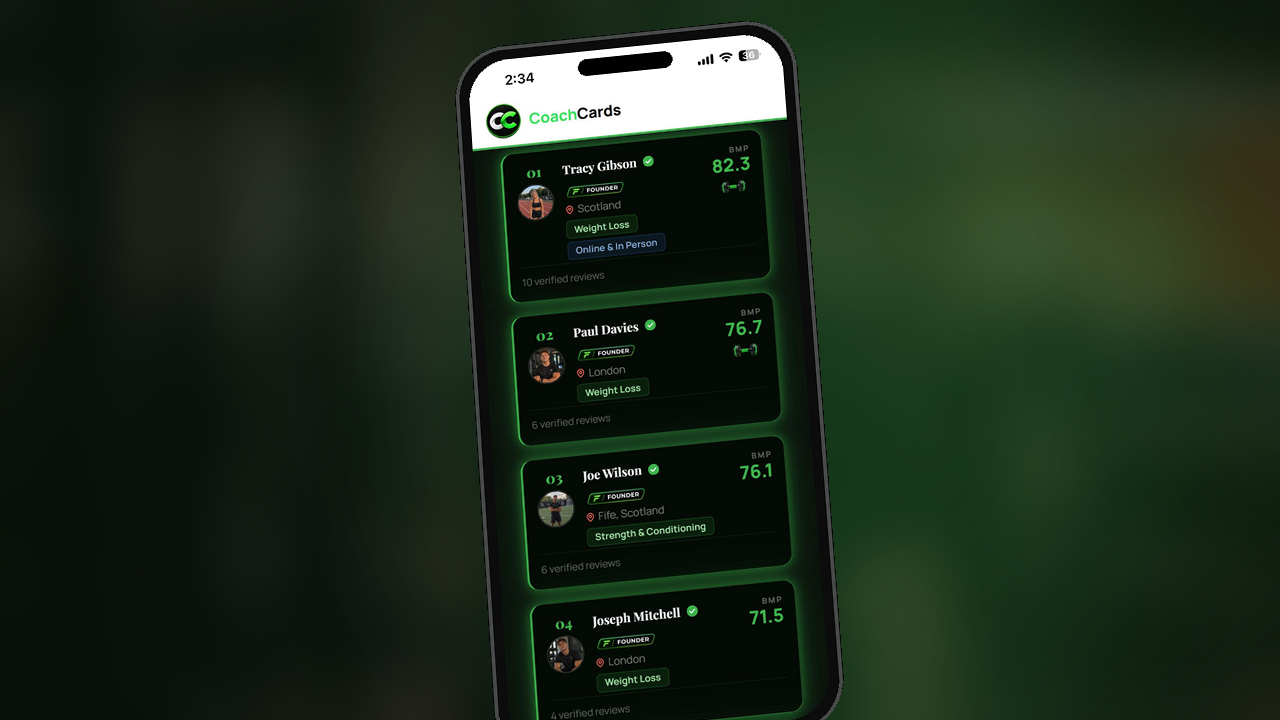 2:34
36
CC CoachCards
01 Tracy Gibson BMP
82.3
FOUNDER
Scotland
Weight Loss
Online & In Person
10 verified reviews
02 Paul Davies BMP
76.7
FOUNDER
London
Weight Loss
6 verified reviews
03 Joe Wilson BMP
76.1
FOUNDER
Fife, Scotland
Strength & Conditioning
6 verified reviews
04 Joseph Mitchell BMP
71.5
FOUNDER
London
Weight Loss
4 verified reviews